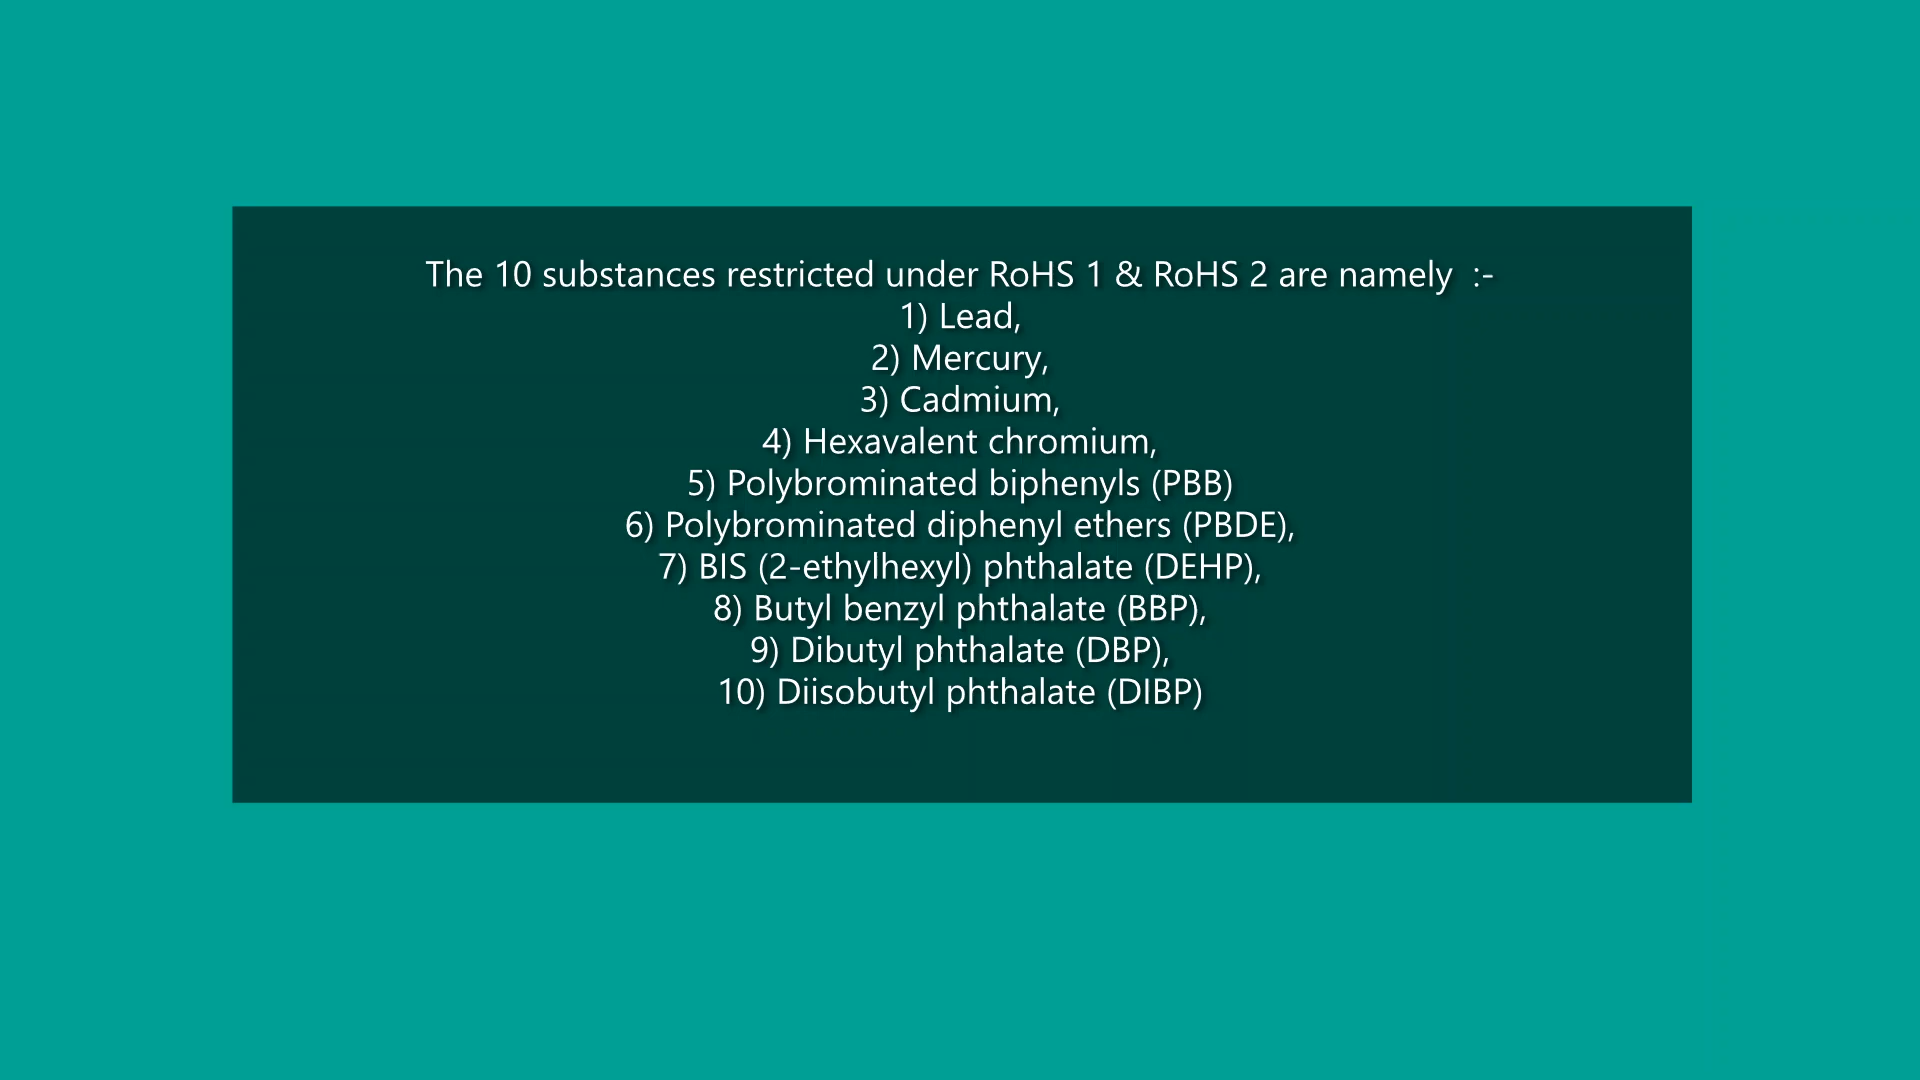 The 10 substances restricted under RoHS 1 & RoHS 2 are namely  :-
1) Lead,
2) Mercury,
3) Cadmium,
4) Hexavalent chromium,
5) Polybrominated biphenyls (PBB)
6) Polybrominated diphenyl ethers (PBDE),
7) BIS (2-ethylhexyl) phthalate (DEHP),
8) Butyl benzyl phthalate (BBP),
9) Dibutyl phthalate (DBP),
10) Diisobutyl phthalate (DIBP)